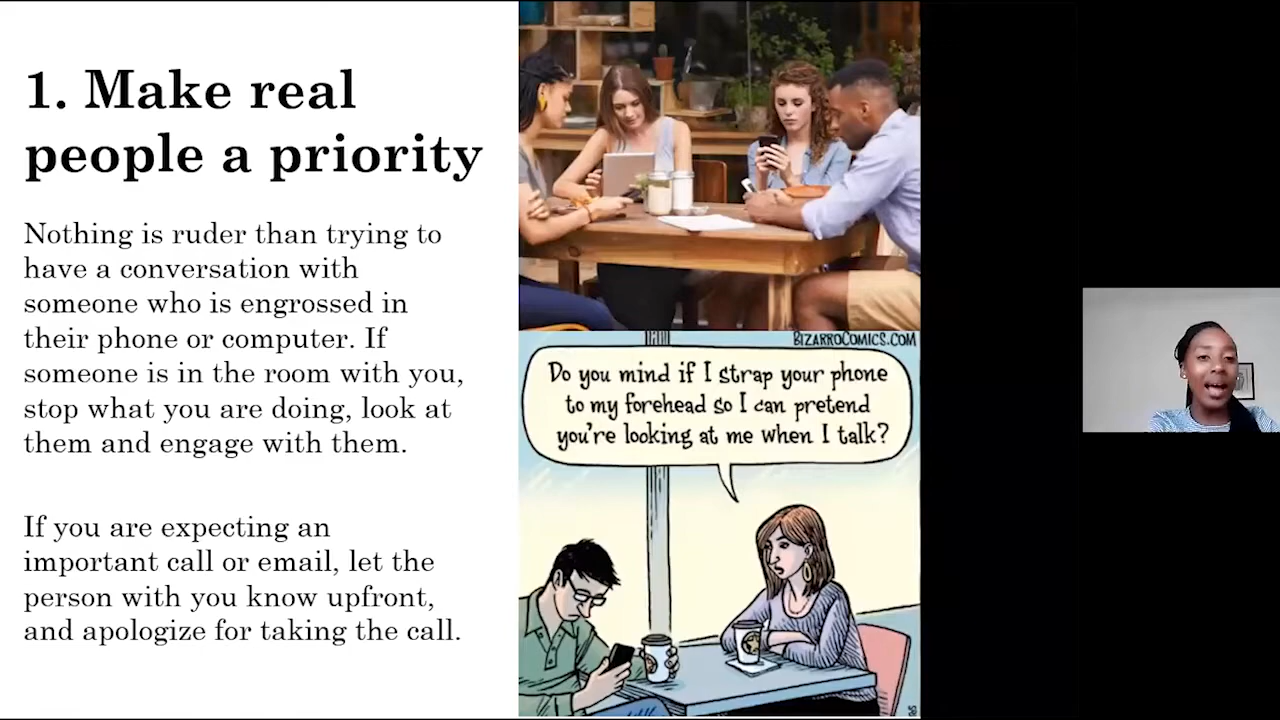 1. Make real
people a priority
Nothing is ruder than trying to
have a conversation with
someone who is engrossed in
their phone or computer. If
someone is in the room with you,
stop what you are doing, look at
them and engage with them.
If you are expecting an
important call or email, let the
person with you know upfront,
and apologize for taking the call.
BIZARROCOMICS.COM
Do you mind if I strap your phone
to my forehead so I can pretend
you're looking at me when I talk?